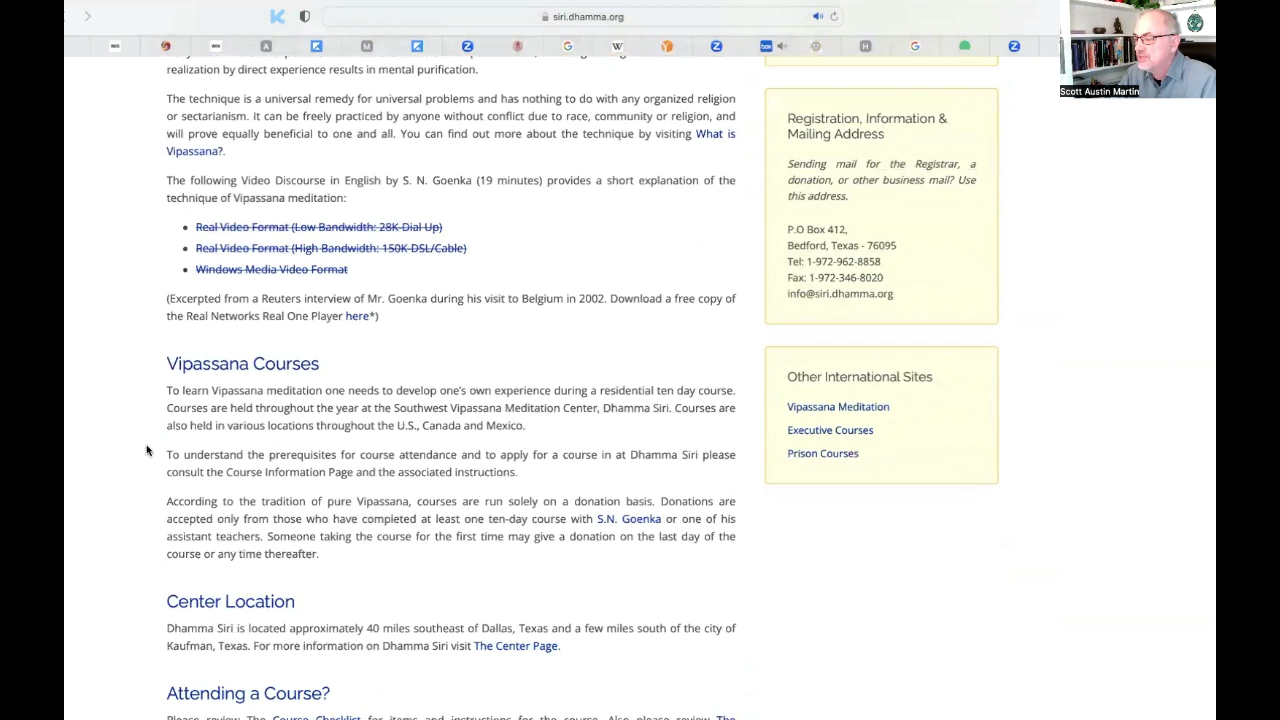 siri.dhamma.org
Scott Austin Martin
realization by direct experience results in mental purification.
The technique is a universal remedy for universal problems and has nothing to do with any organized religion
or sectarianism. It can be freely practiced by anyone without conflict due to race, community or religion, and
will prove equally beneficial to one and all. You can find out more about the technique by visiting What is
Vipassana?.
The following Video Discourse in English by S. N. Goenka (19 minutes) provides a short explanation of the
technique of Vipassana meditation:
Real Video Format (Low Bandwidth: 28K-Dial Up)
Real Video Format (High Bandwidth: 150K-DSL/Cable)
Windows Media Video Format
(Excerpted from a Reuters interview of Mr. Goenka during his visit to Belgium in 2002. Download a free copy of
the Real Networks Real One Player here*)
Vipassana Courses
To learn Vipassana meditation one needs to develop one's own experience during a residential ten day course.
Courses are held throughout the year at the Southwest Vipassana Meditation Center, Dhamma Siri. Courses are
also held in various locations throughout the U.S., Canada and Mexico.
To understand the prerequisites for course attendance and to apply for a course in at Dhamma Siri please
consult the Course Information Page and the associated instructions.
According to the tradition of pure Vipassana, courses are run solely on a donation basis. Donations are
accepted only from those who have completed at least one ten-day course with S.N. Goenka or one of his
assistant teachers. Someone taking the course for the first time may give a donation on the last day of the
course or any time thereafter.
Center Location
Dhamma Siri is located approximately 40 miles southeast of Dallas, Texas and a few miles south of the city of
Kaufman, Texas. For more information on Dhamma Siri visit The Center Page.
Attending a Course?
Please review The Course Checklist for items and instructions for the course. Also please review The
Registration, Information &
Mailing Address
Sending mail for the Registrar, a
donation, or other business mail? Use
this address.
P.O Box 412,
Bedford, Texas - 76095
Tel: 1-972-962-8858
Fax: 1-972-346-8020
info@siri.dhamma.org
Other International Sites
Vipassana Meditation
Executive Courses
Prison Courses